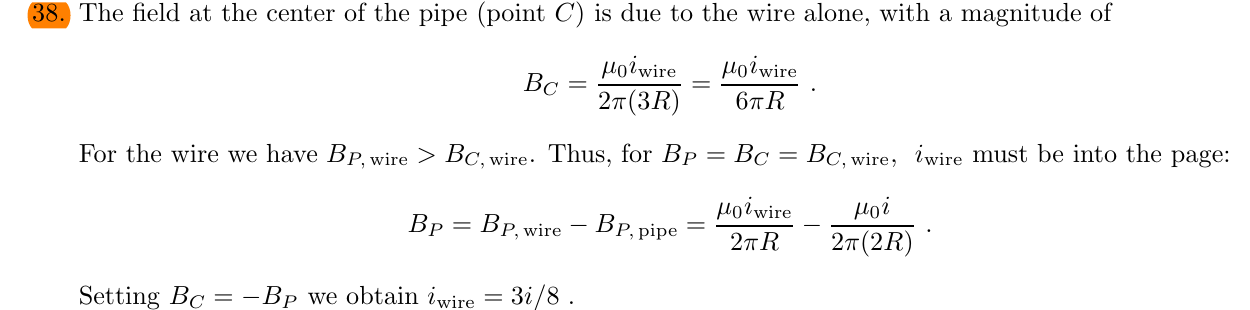 38. The field at the center of the pipe (point C) is due to the wire alone, with a magnitude of
B_C = μ₀i_wire / 2π(3R) = μ₀i_wire / 6πR .
For the wire we have B_{P, wire} > B_{C, wire}. Thus, for B_P = B_C = B_{C, wire}, i_wire must be into the page:
B_P = B_{P, wire} − B_{P, pipe} = μ₀i_wire / 2πR − μ₀i / 2π(2R) .
Setting B_C = −B_P we obtain i_wire = 3i/8 .